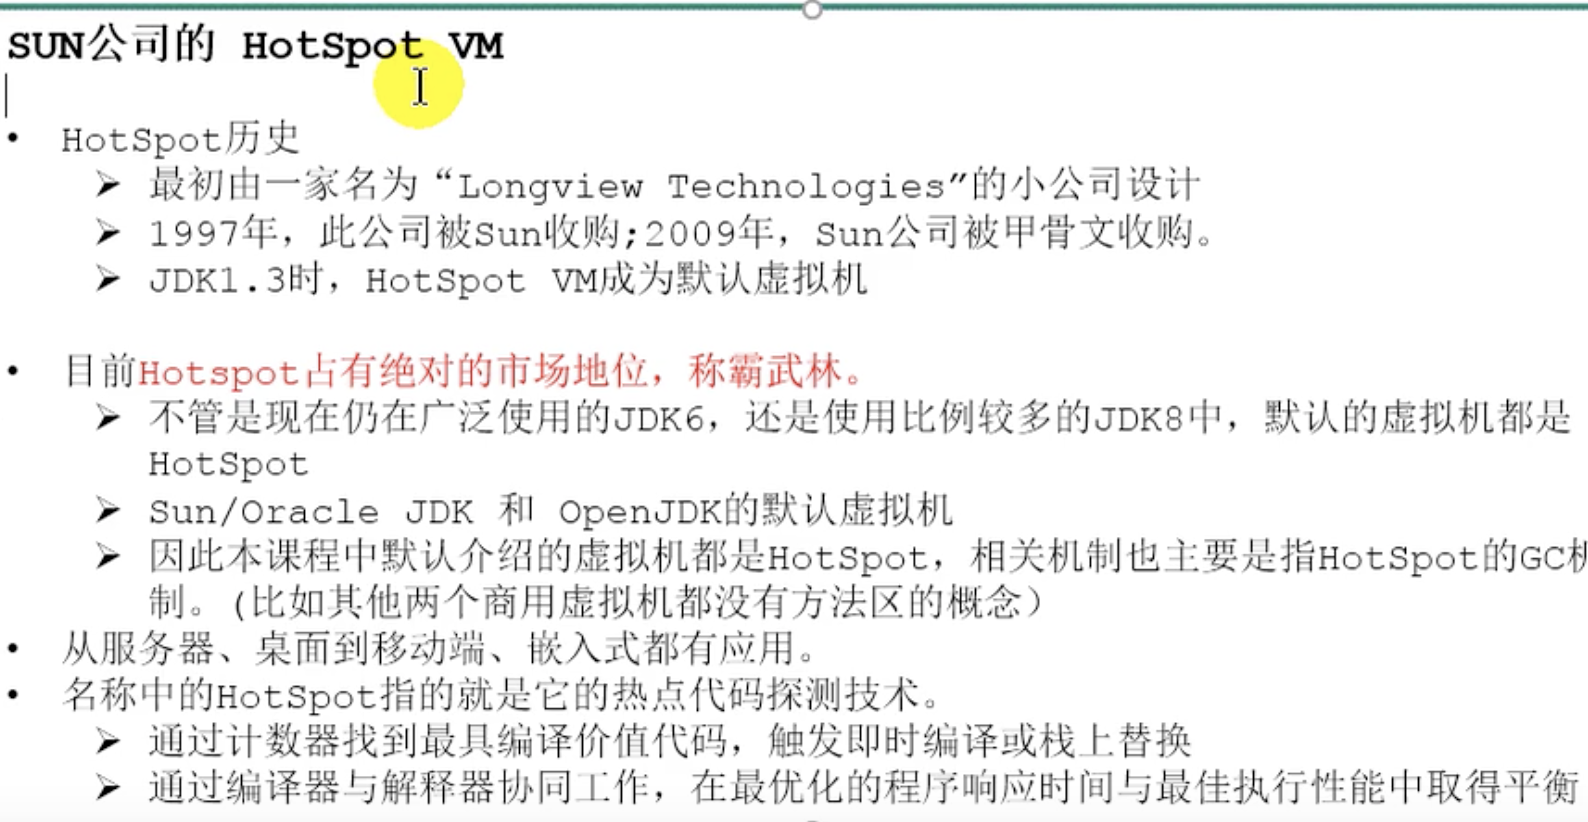 SUN公司的 HotSpot VM
• HotSpot历史
➢ 最初由一家名为“Longview Technologies”的小公司设计
➢ 1997年，此公司被Sun收购;2009年，Sun公司被甲骨文收购。
➢ JDK1.3时，HotSpot VM成为默认虚拟机
• 目前Hotspot占有绝对的市场地位，称霸武林。
➢ 不管是现在仍在广泛使用的JDK6，还是使用比例较多的JDK8中，默认的虚拟机都是
HotSpot
➢ Sun/Oracle JDK 和 OpenJDK的默认虚拟机
➢ 因此本课程中默认介绍的虚拟机都是HotSpot，相关机制也主要是指HotSpot的GC机
制。(比如其他两个商用虚拟机都没有方法区的概念）
• 从服务器、桌面到移动端、嵌入式都有应用。
• 名称中的HotSpot指的就是它的热点代码探测技术。
➢ 通过计数器找到最具编译价值代码，触发即时编译或栈上替换
➢ 通过编译器与解释器协同工作，在最优化的程序响应时间与最佳执行性能中取得平衡